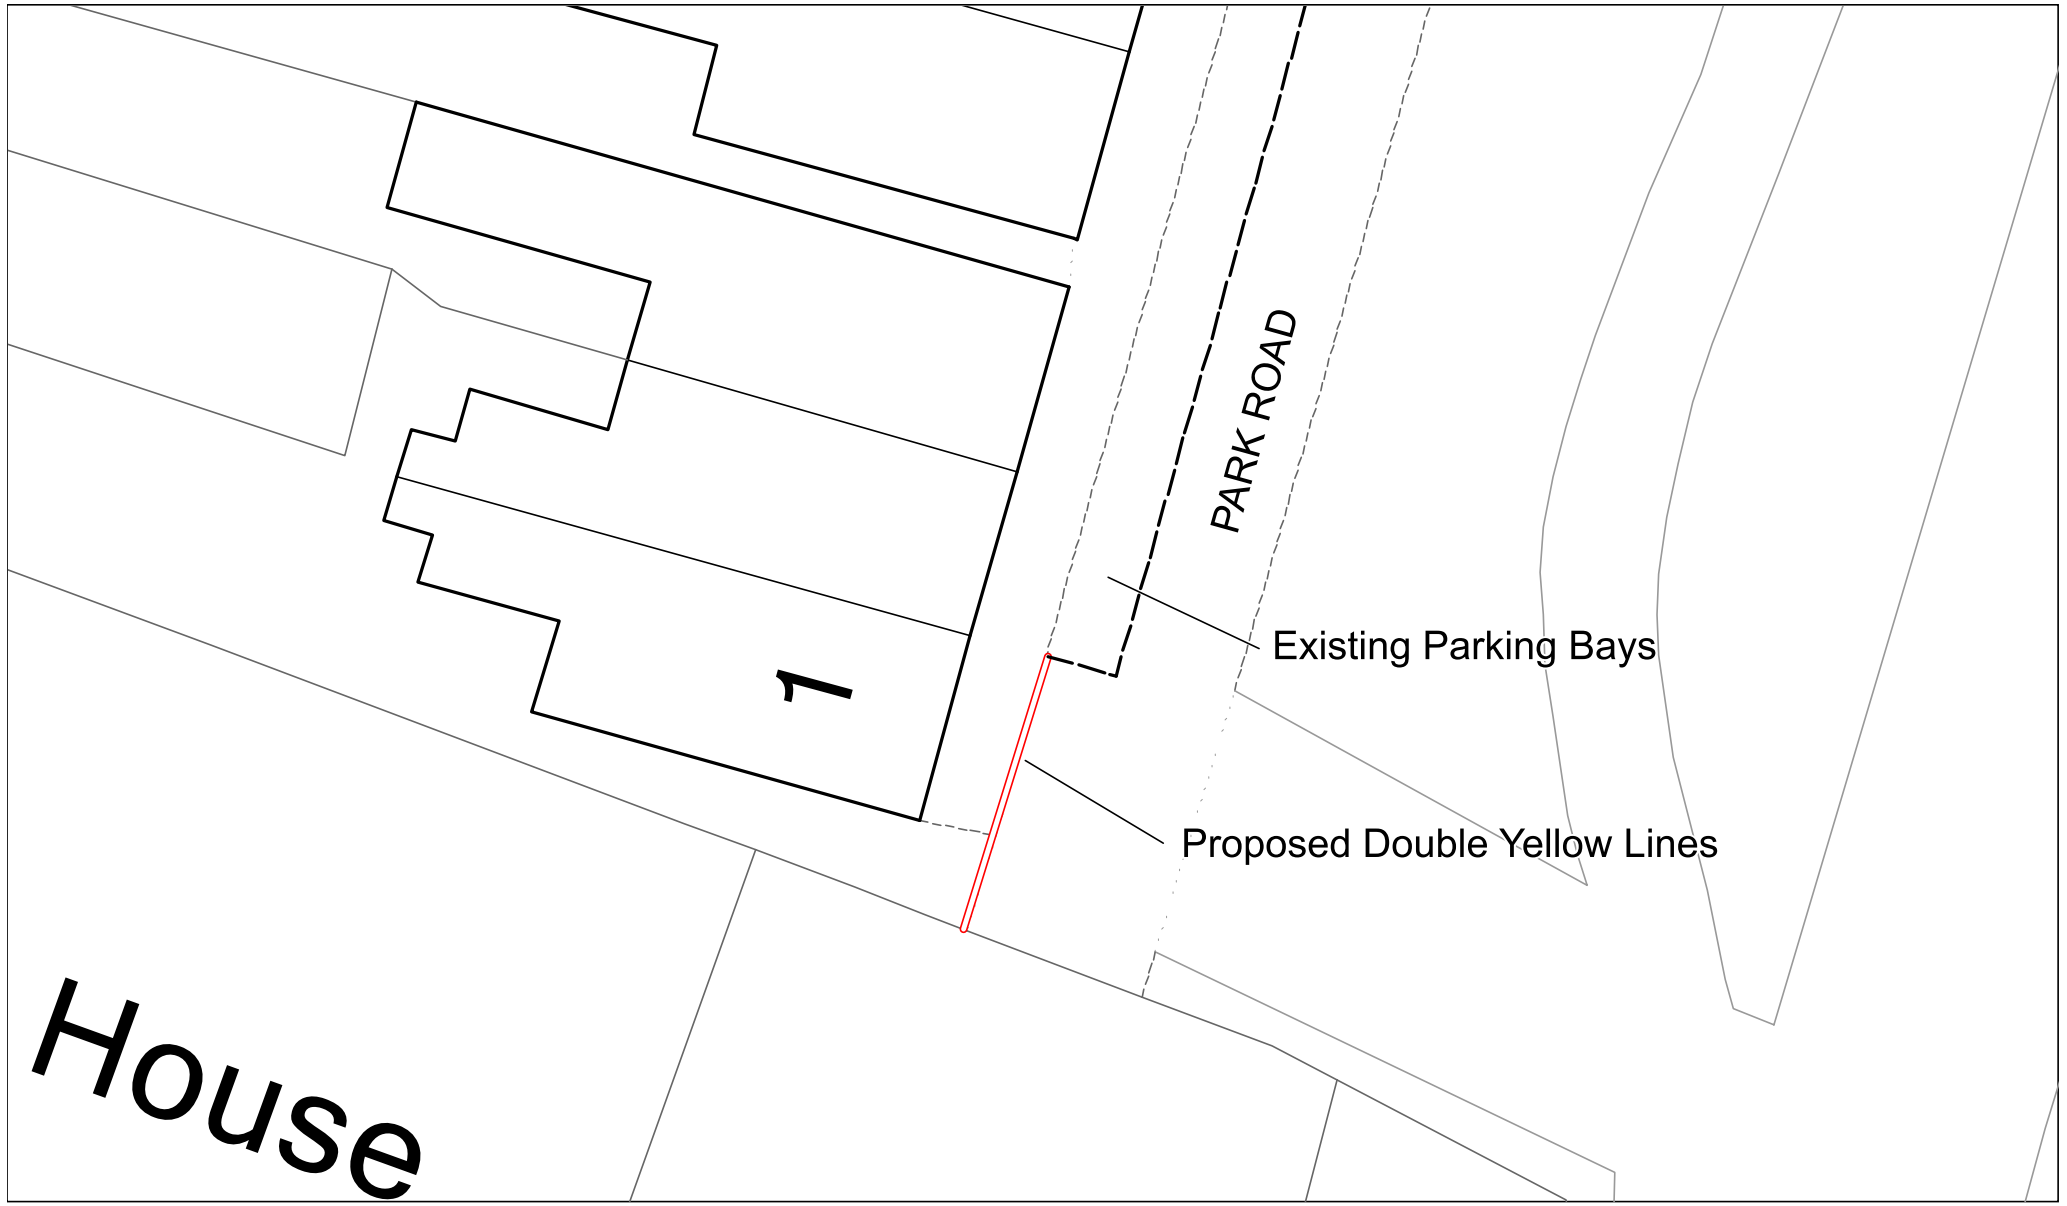 PARK ROAD
Existing Parking Bays
1
Proposed Double Yellow Lines
House